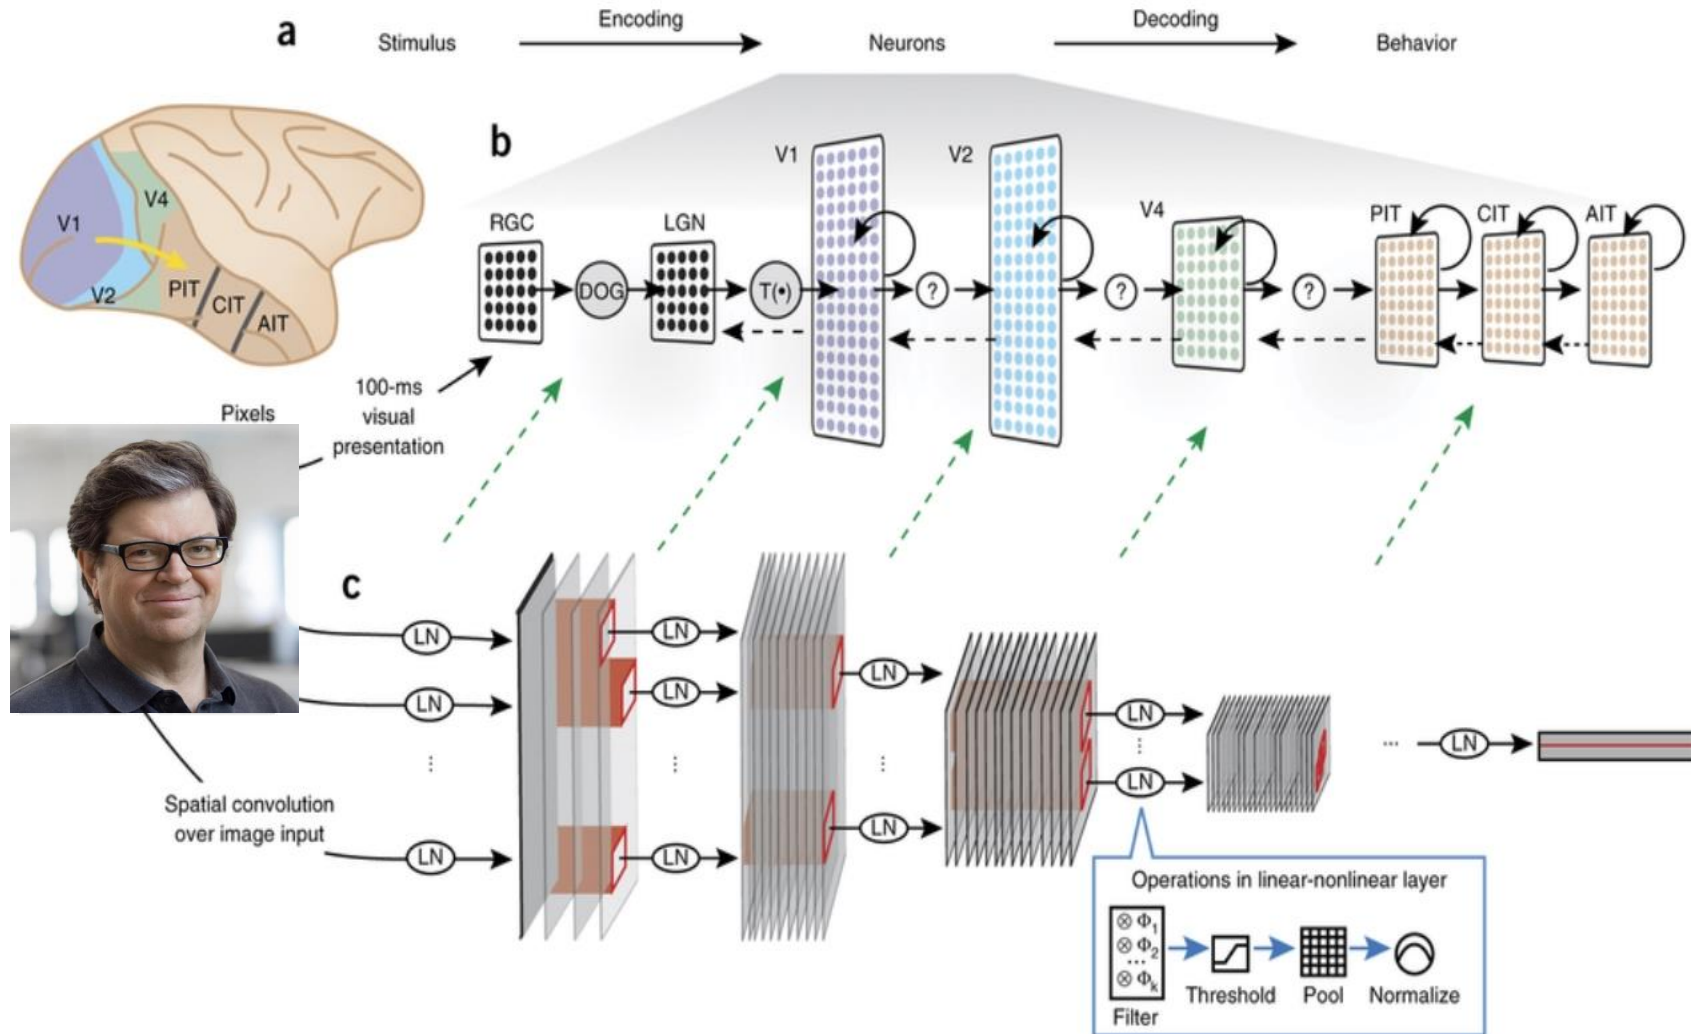 a
Stimulus
Encoding
Neurons
Decoding
Behavior
b
V1
V2
V4
PIT
CIT
AIT
RGC
LGN
DOG
T(•)
?
?
?
V1
V4
V2
PIT
CIT
AIT
100-ms
visual
presentation
Pixels
c
LN
LN
LN
LN
LN
LN
LN
LN
LN
LN
... LN
Spatial convolution
over image input
Operations in linear-nonlinear layer
⊗ Φ1
⊗ Φ2
...
⊗ Φk
Filter
Threshold
Pool
Normalize